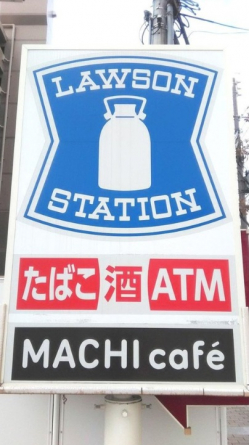 LAWSON
STATION
たばこ 酒 ATM
MACHI café